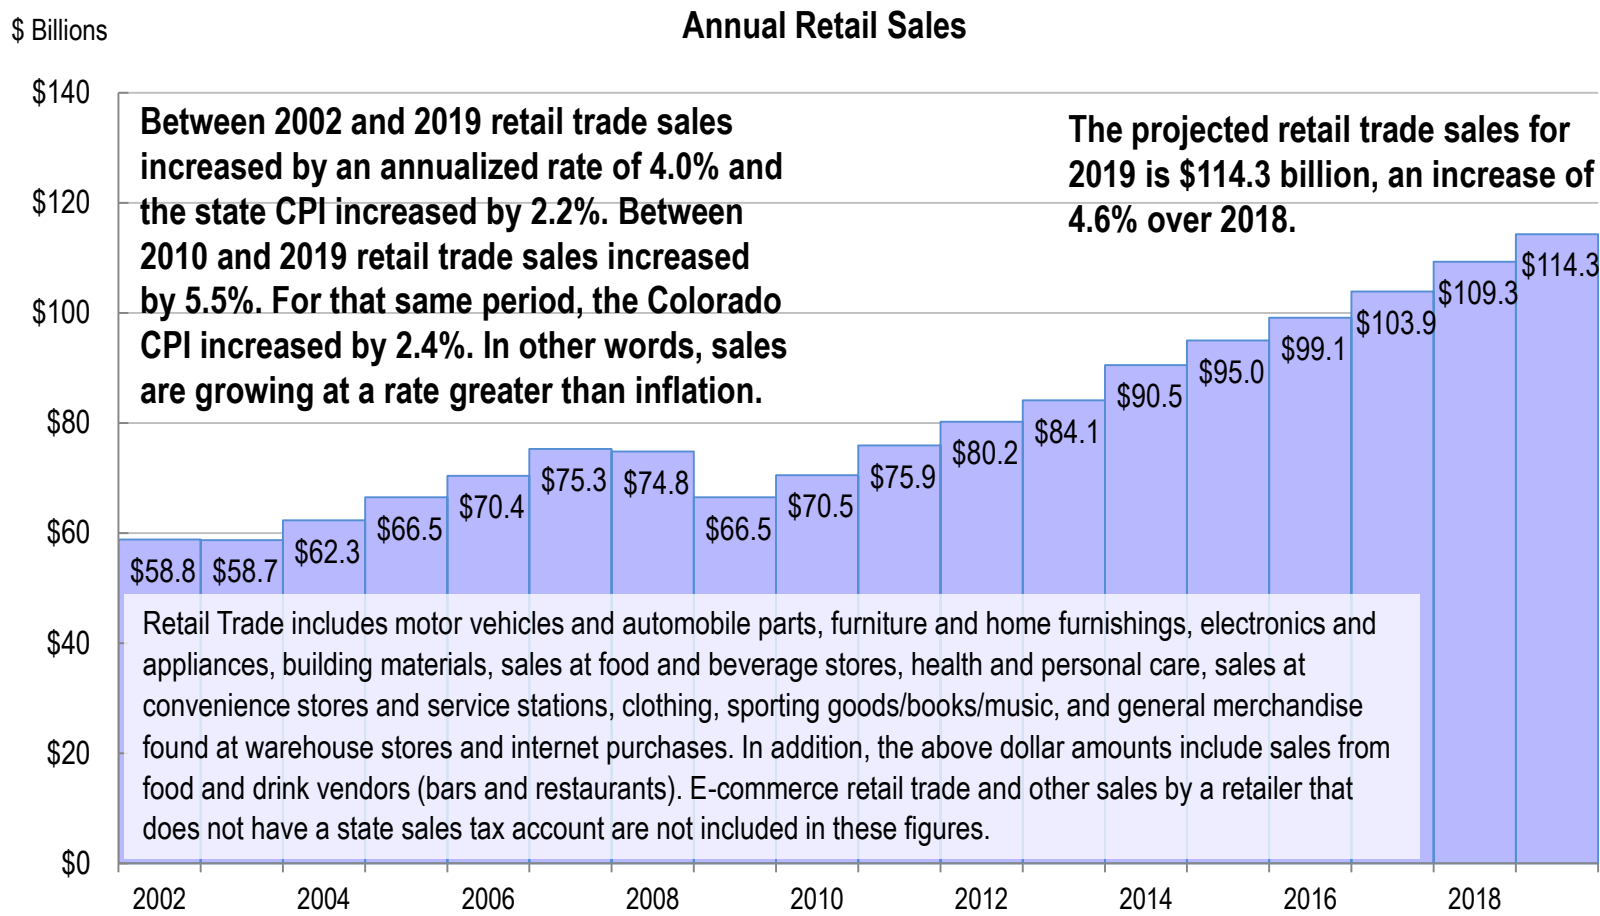 $ Billions
Annual Retail Sales
$140
$120
$100
$80
$60
$40
$20
$0
Between 2002 and 2019 retail trade sales
increased by an annualized rate of 4.0% and
the state CPI increased by 2.2%. Between
2010 and 2019 retail trade sales increased
by 5.5%. For that same period, the Colorado
CPI increased by 2.4%. In other words, sales
are growing at a rate greater than inflation.
The projected retail trade sales for
2019 is $114.3 billion, an increase of
4.6% over 2018.
$58.8
$58.7
$62.3
$66.5
$70.4
$75.3
$74.8
$66.5
$70.5
$75.9
$80.2
$84.1
$90.5
$95.0
$99.1
$103.9
$109.3
$114.3
Retail Trade includes motor vehicles and automobile parts, furniture and home furnishings, electronics and
appliances, building materials, sales at food and beverage stores, health and personal care, sales at
convenience stores and service stations, clothing, sporting goods/books/music, and general merchandise
found at warehouse stores and internet purchases. In addition, the above dollar amounts include sales from
food and drink vendors (bars and restaurants). E-commerce retail trade and other sales by a retailer that
does not have a state sales tax account are not included in these figures.
2002
2004
2006
2008
2010
2012
2014
2016
2018